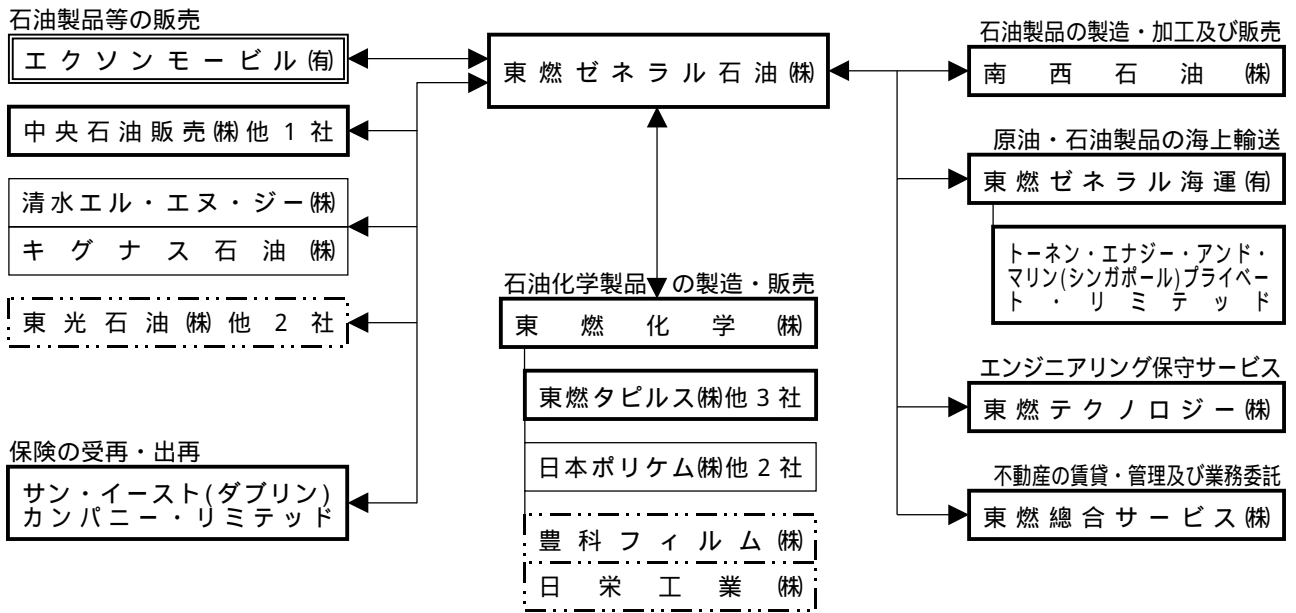 石油製品等の販売
エクソンモービル㈲
中央石油販売㈱他1社
清水エル・エヌ・ジー㈱
キグナス石油㈱
東光石油㈱他2社
保険の受再・出再
サン・イースト(ダブリン)
カンパニー・リミテッド
東燃ゼネラル石油㈱
石油化学製品の製造・販売
東燃化学㈱
東燃タピルス㈱他3社
日本ポリケム㈱他2社
豊科フィルム㈱
日栄工業㈱
石油製品の製造・加工及び販売
南西石油㈱
原油・石油製品の海上輸送
東燃ゼネラル海運㈲
トーネン・エナジー・アンド・
マリン(シンガポール)プライベー
ト・リミテッド
エンジニアリング保守サービス
東燃テクノロジー㈱
不動産の賃貸・管理及び業務委託
東燃總合サービス㈱